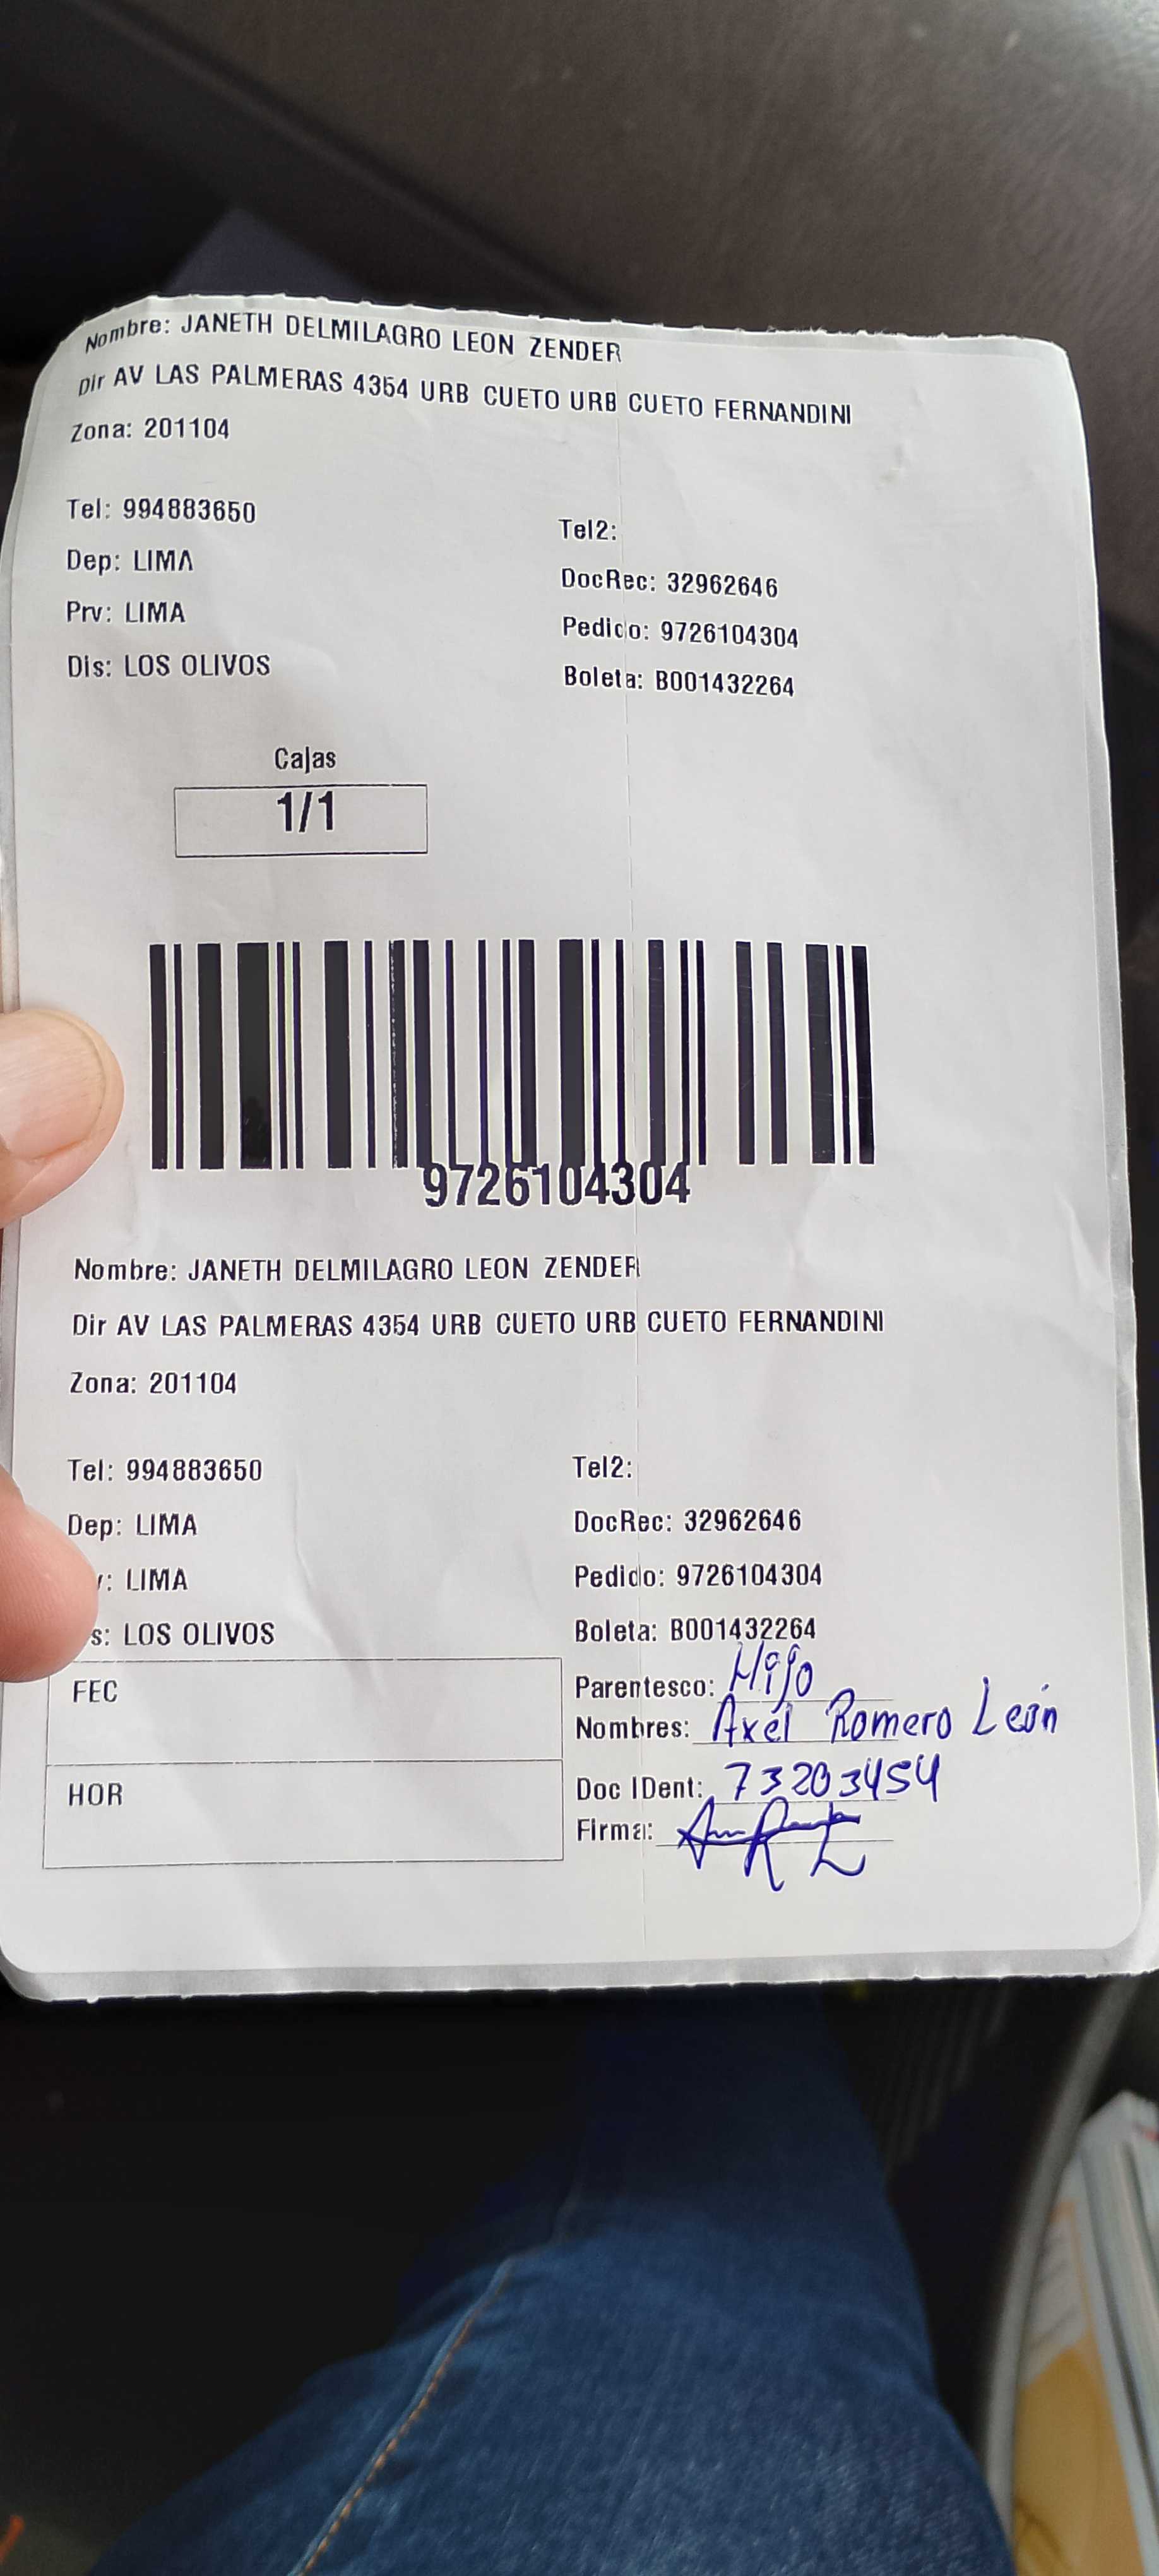 Nombre: JANETH DELMILAGRO LEON ZENDER
Dir AV LAS PALMERAS 4354 URB CUETO URB CUETO FERNANDINI
Zona: 201104
Tel: 994883650
Tel2:
Dep: LIMA
DocRec: 32962646
Prv: LIMA
Pedido: 9726104304
Dis: LOS OLIVOS
Boleta: B001432264
Cajas
1/1
9726104304
Nombre: JANETH DELMILAGRO LEON ZENDER
Dir AV LAS PALMERAS 4354 URB CUETO URB CUETO FERNANDINI
Zona: 201104
Tel: 994883650
Tel2:
Dep: LIMA
DocRec: 32962646
: LIMA
Pedido: 9726104304
s: LOS OLIVOS
Boleta: B001432264
FEC
Parentesco: Hijo
Nombres: Axel Romero León
HOR
Doc IDent: 73203454
Firma: